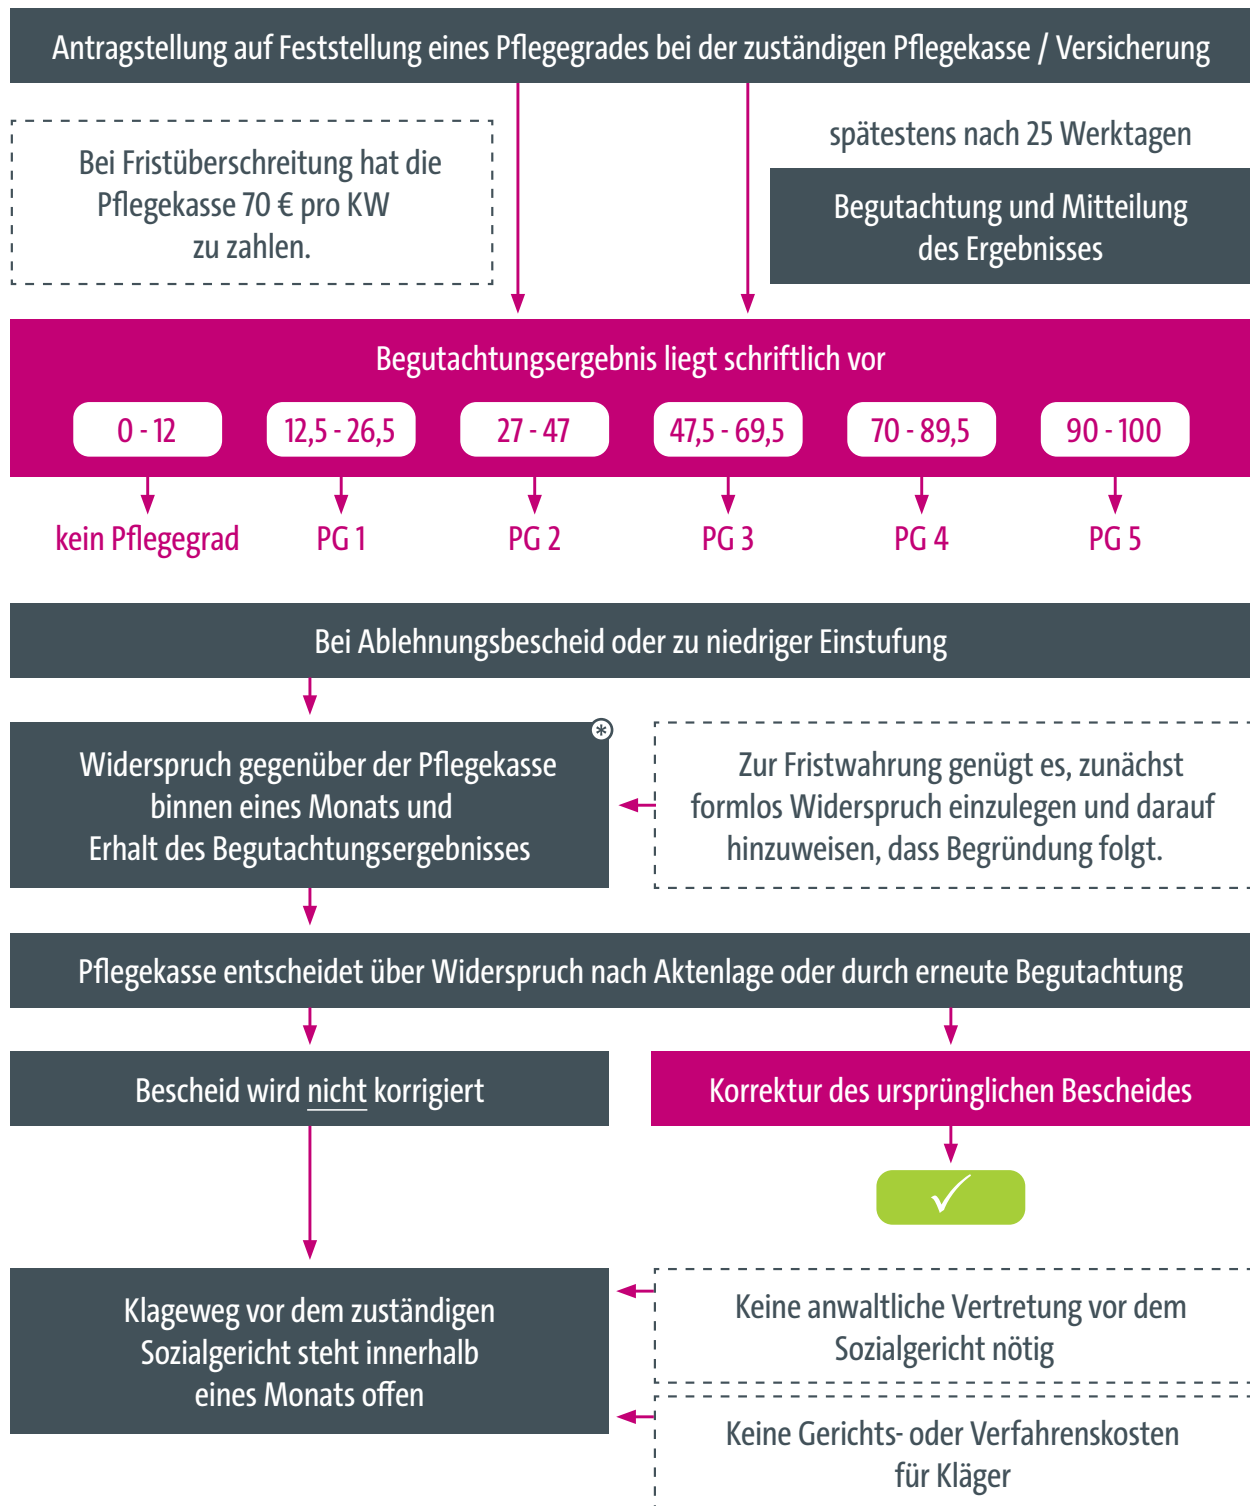 Antragstellung auf Feststellung eines Pflegegrades bei der zuständigen Pflegekasse / Versicherung
Bei Fristüberschreitung hat die
Pflegekasse 70 € pro KW
zu zahlen.
spätestens nach 25 Werktagen
Begutachtung und Mitteilung
des Ergebnisses
Begutachtungsergebnis liegt schriftlich vor
0 - 12
12,5 - 26,5
27 - 47
47,5 - 69,5
70 - 89,5
90 - 100
kein Pflegegrad
PG 1
PG 2
PG 3
PG 4
PG 5
Bei Ablehnungsbescheid oder zu niedriger Einstufung
Widerspruch gegenüber der Pflegekasse
binnen eines Monats und
Erhalt des Begutachtungsergebnisses
*
Zur Fristwahrung genügt es, zunächst
formlos Widerspruch einzulegen und darauf
hinzuweisen, dass Begründung folgt.
Pflegekasse entscheidet über Widerspruch nach Aktenlage oder durch erneute Begutachtung
Bescheid wird nicht korrigiert
Korrektur des ursprünglichen Bescheides
Klageweg vor dem zuständigen
Sozialgericht steht innerhalb
eines Monats offen
Keine anwaltliche Vertretung vor dem
Sozialgericht nötig
Keine Gerichts- oder Verfahrenskosten
für Kläger